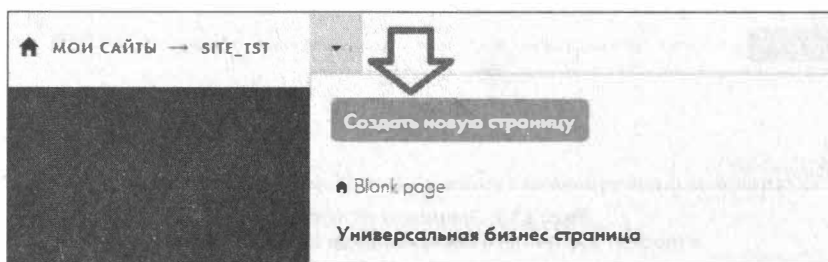 МОИ САЙТЫ → SITE_TST
Создать новую страницу
Blank page
Универсальная бизнес страница